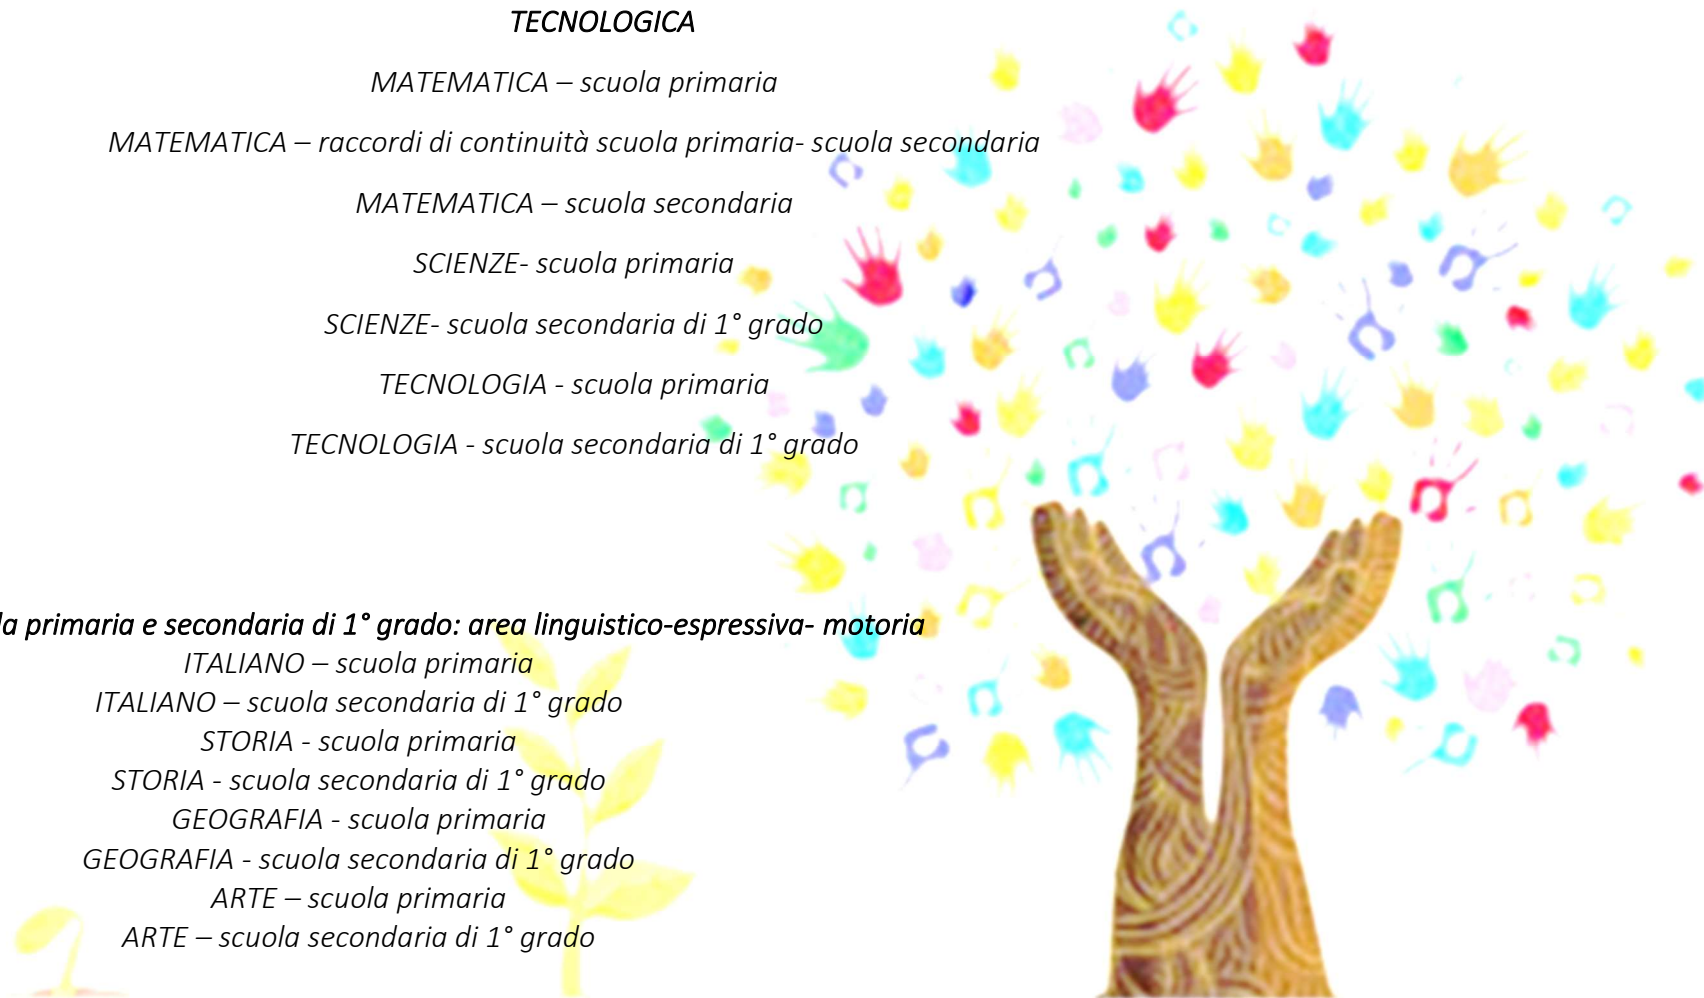 TECNOLOGICA
MATEMATICA – scuola primaria
MATEMATICA – raccordi di continuità scuola primaria- scuola secondaria
MATEMATICA – scuola secondaria
SCIENZE- scuola primaria
SCIENZE- scuola secondaria di 1° grado
TECNOLOGIA - scuola primaria
TECNOLOGIA - scuola secondaria di 1° grado
primaria e secondaria di 1° grado: area linguistico-espressiva- motoria
ITALIANO – scuola primaria
ITALIANO – scuola secondaria di 1° grado
STORIA - scuola primaria
STORIA - scuola secondaria di 1° grado
GEOGRAFIA - scuola primaria
GEOGRAFIA - scuola secondaria di 1° grado
ARTE – scuola primaria
ARTE – scuola secondaria di 1° grado